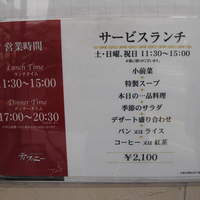 営業時間
Lunch Time
ランチタイム
11:30〜15:00
Dinner Time
ディナータイム
17:00〜20:30
サービスランチ
土・日曜、祝日 11:30〜15:00
小前菜
+
特製スープ
+
本日の一品料理
+
季節のサラダ
+
デザート盛り合わせ
+
パン 又は ライス
+
コーヒー 又は 紅茶
¥2,100